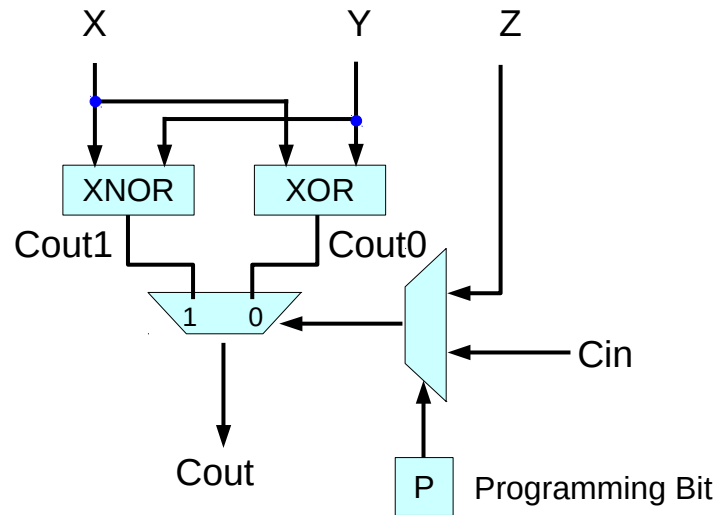 X Y Z
XNOR XOR
Cout1 Cout0
1 0
Cin
Cout
P Programming Bit